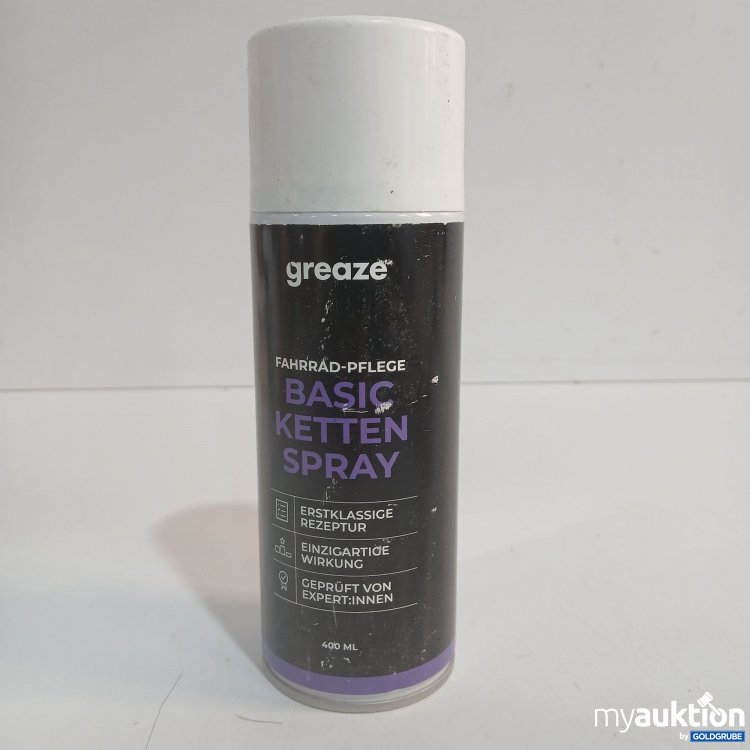 greaze
FAHRRAD-PFLEGE
BASIC
KETTEN
SPRAY
ERSTKLASSIGE
REZEPTUR
EINZIGARTIGE
WIRKUNG
GEPRÜFT VON
EXPERT:INNEN
400 ML
myauktion
by GOLDGRUBE